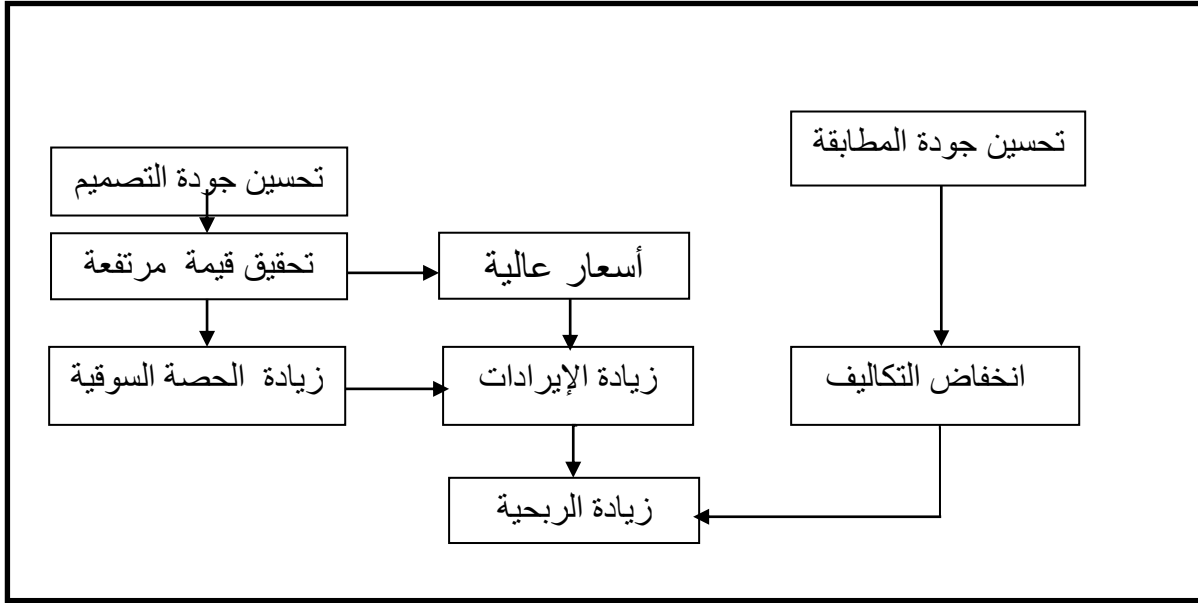 تحسين جودة المطابقة
تحسين جودة التصميم
تحقيق قيمة مرتفعة
أسعار عالية
انخفاض التكاليف
زيادة الإيرادات
زيادة الحصة السوقية
زيادة الربحية